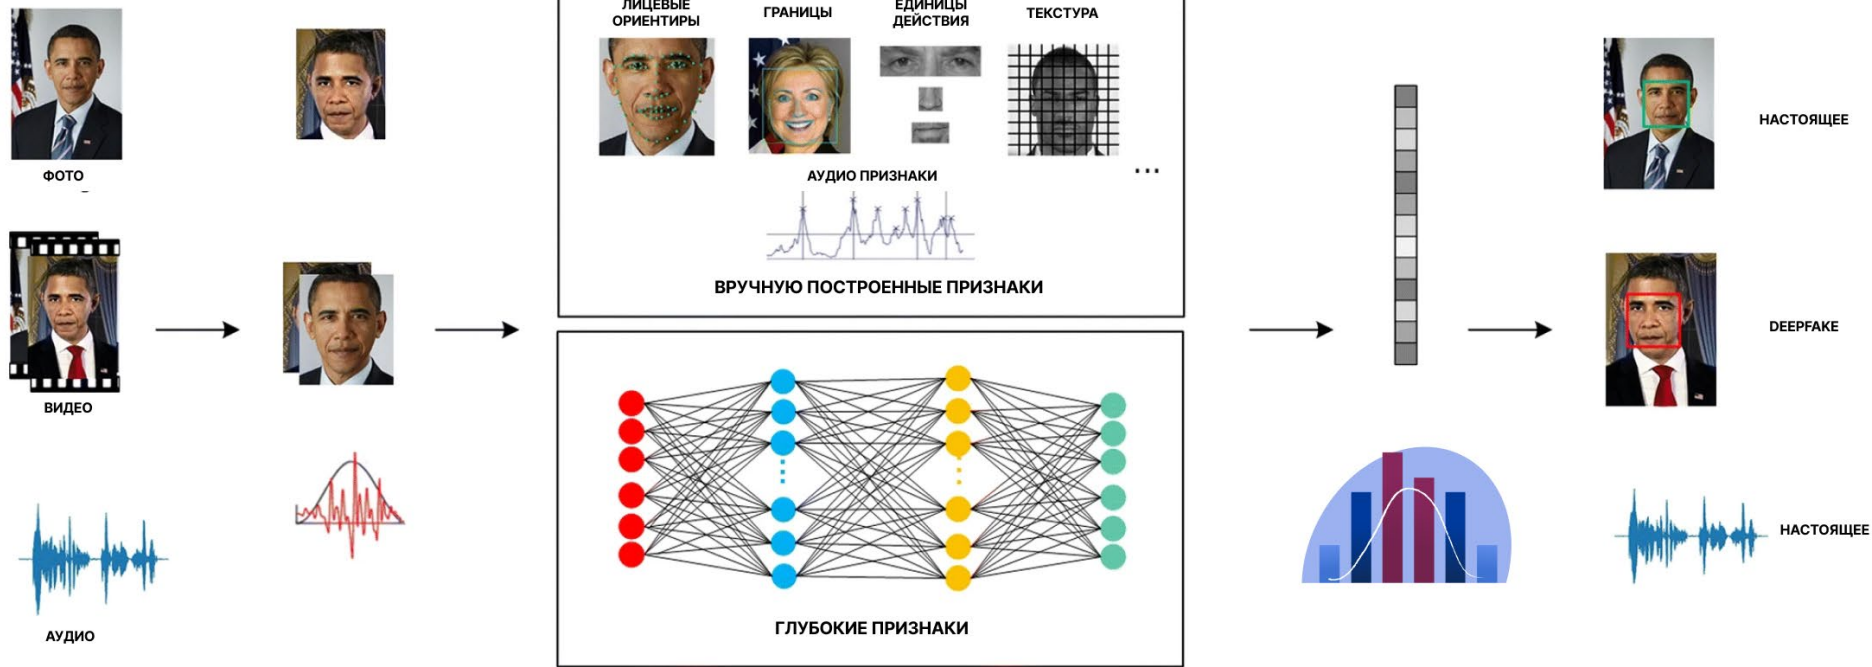 ЛИЦЕВЫЕ
ОРИЕНТИРЫ
ГРАНИЦЫ
ЕДИНИЦЫ
ДЕЙСТВИЯ
ТЕКСТУРА
ФОТО
АУДИО ПРИЗНАКИ
...
ВРУЧНУЮ ПОСТРОЕННЫЕ ПРИЗНАКИ
НАСТОЯЩЕЕ
ВИДЕО
DEEPFAKE
АУДИО
ГЛУБОКИЕ ПРИЗНАКИ
НАСТОЯЩЕЕ